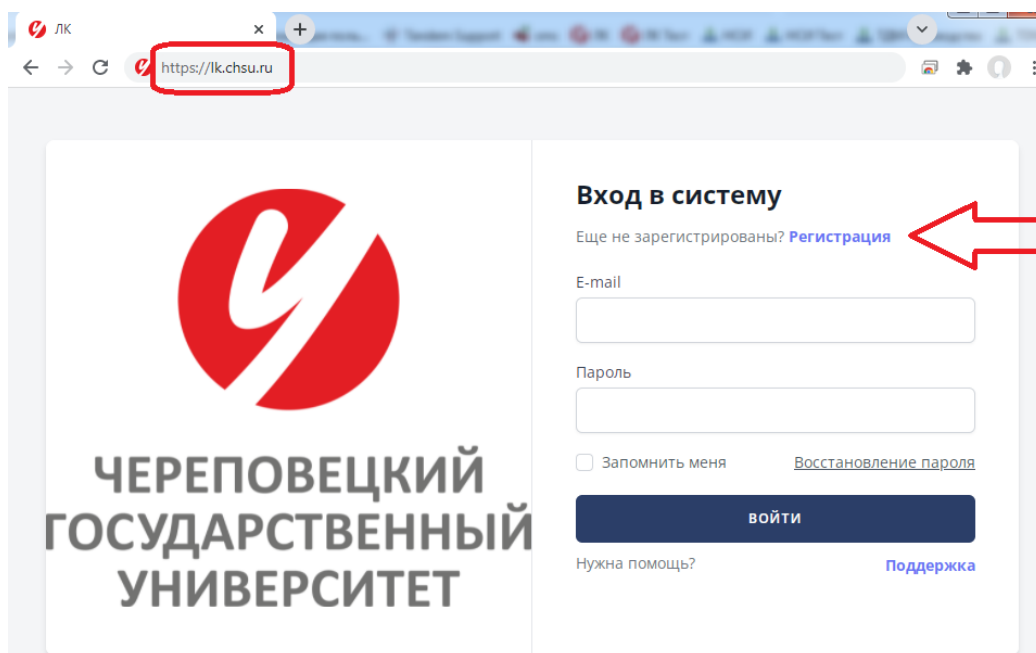 ЛК
https://lk.chsu.ru
ЧЕРЕПОВЕЦКИЙ
ГОСУДАРСТВЕННЫЙ
УНИВЕРСИТЕТ
Вход в систему
Еще не зарегистрированы? Регистрация
E-mail
Пароль
Запомнить меня Восстановление пароля
ВОЙТИ
Нужна помощь? Поддержка